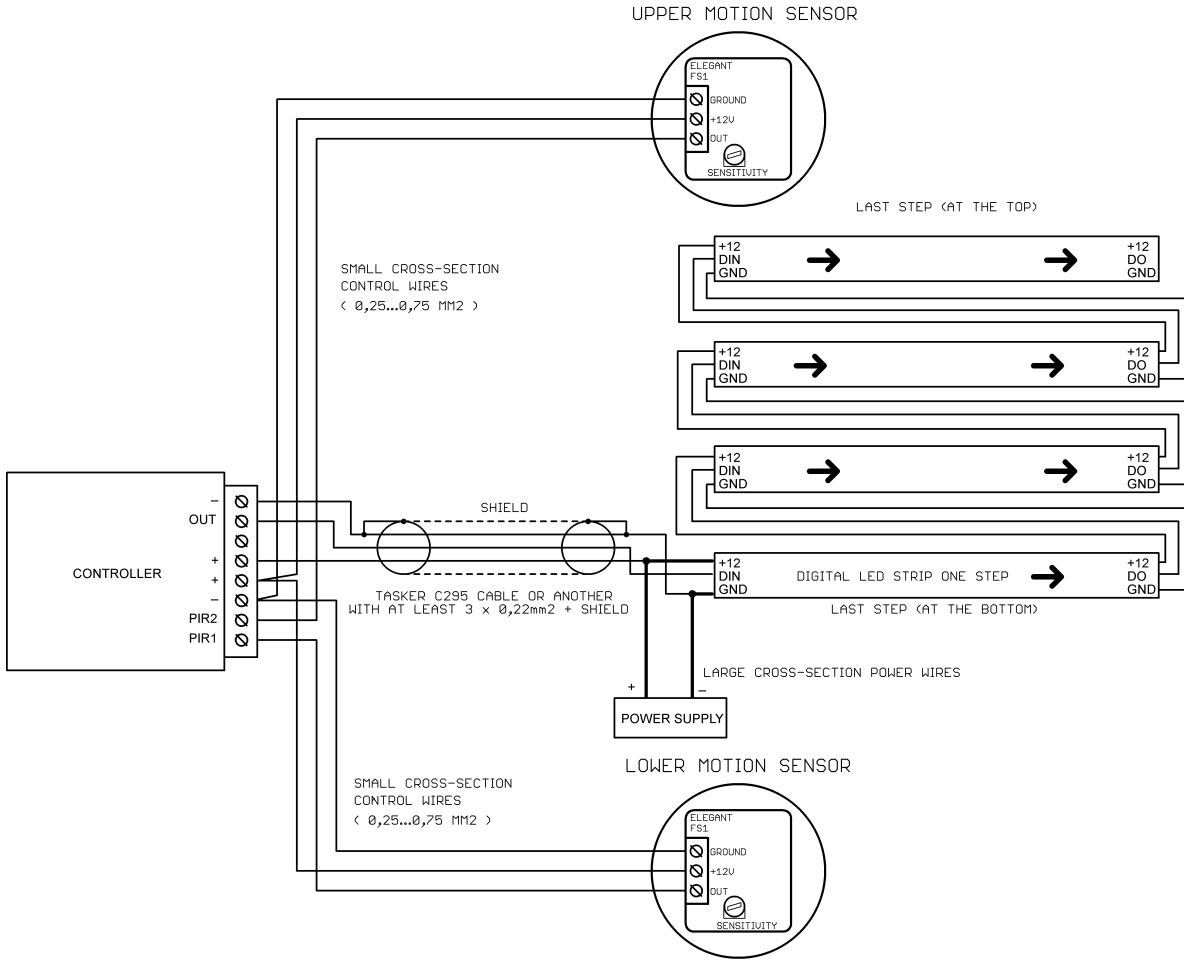 UPPER MOTION SENSOR
ELEGANT
FS1
GROUND
+12V
OUT
SENSITIVITY
LAST STEP (AT THE TOP)
+12
DIN
GND
+12
DO
GND
SMALL CROSS-SECTION
CONTROL WIRES
( 0,25...0,75 MM2 )
+12
DIN
GND
+12
DO
GND
+12
DIN
GND
+12
DO
GND
CONTROLLER
–
OUT
+
+
–
PIR2
PIR1
SHIELD
TASKER C295 CABLE OR ANOTHER
WITH AT LEAST 3 x 0,22mm2 + SHIELD
+12
DIN
GND
DIGITAL LED STRIP ONE STEP
+12
DO
GND
LAST STEP (AT THE BOTTOM)
LARGE CROSS-SECTION POWER WIRES
+
–
POWER SUPPLY
LOWER MOTION SENSOR
SMALL CROSS-SECTION
CONTROL WIRES
( 0,25...0,75 MM2 )
ELEGANT
FS1
GROUND
+12V
OUT
SENSITIVITY